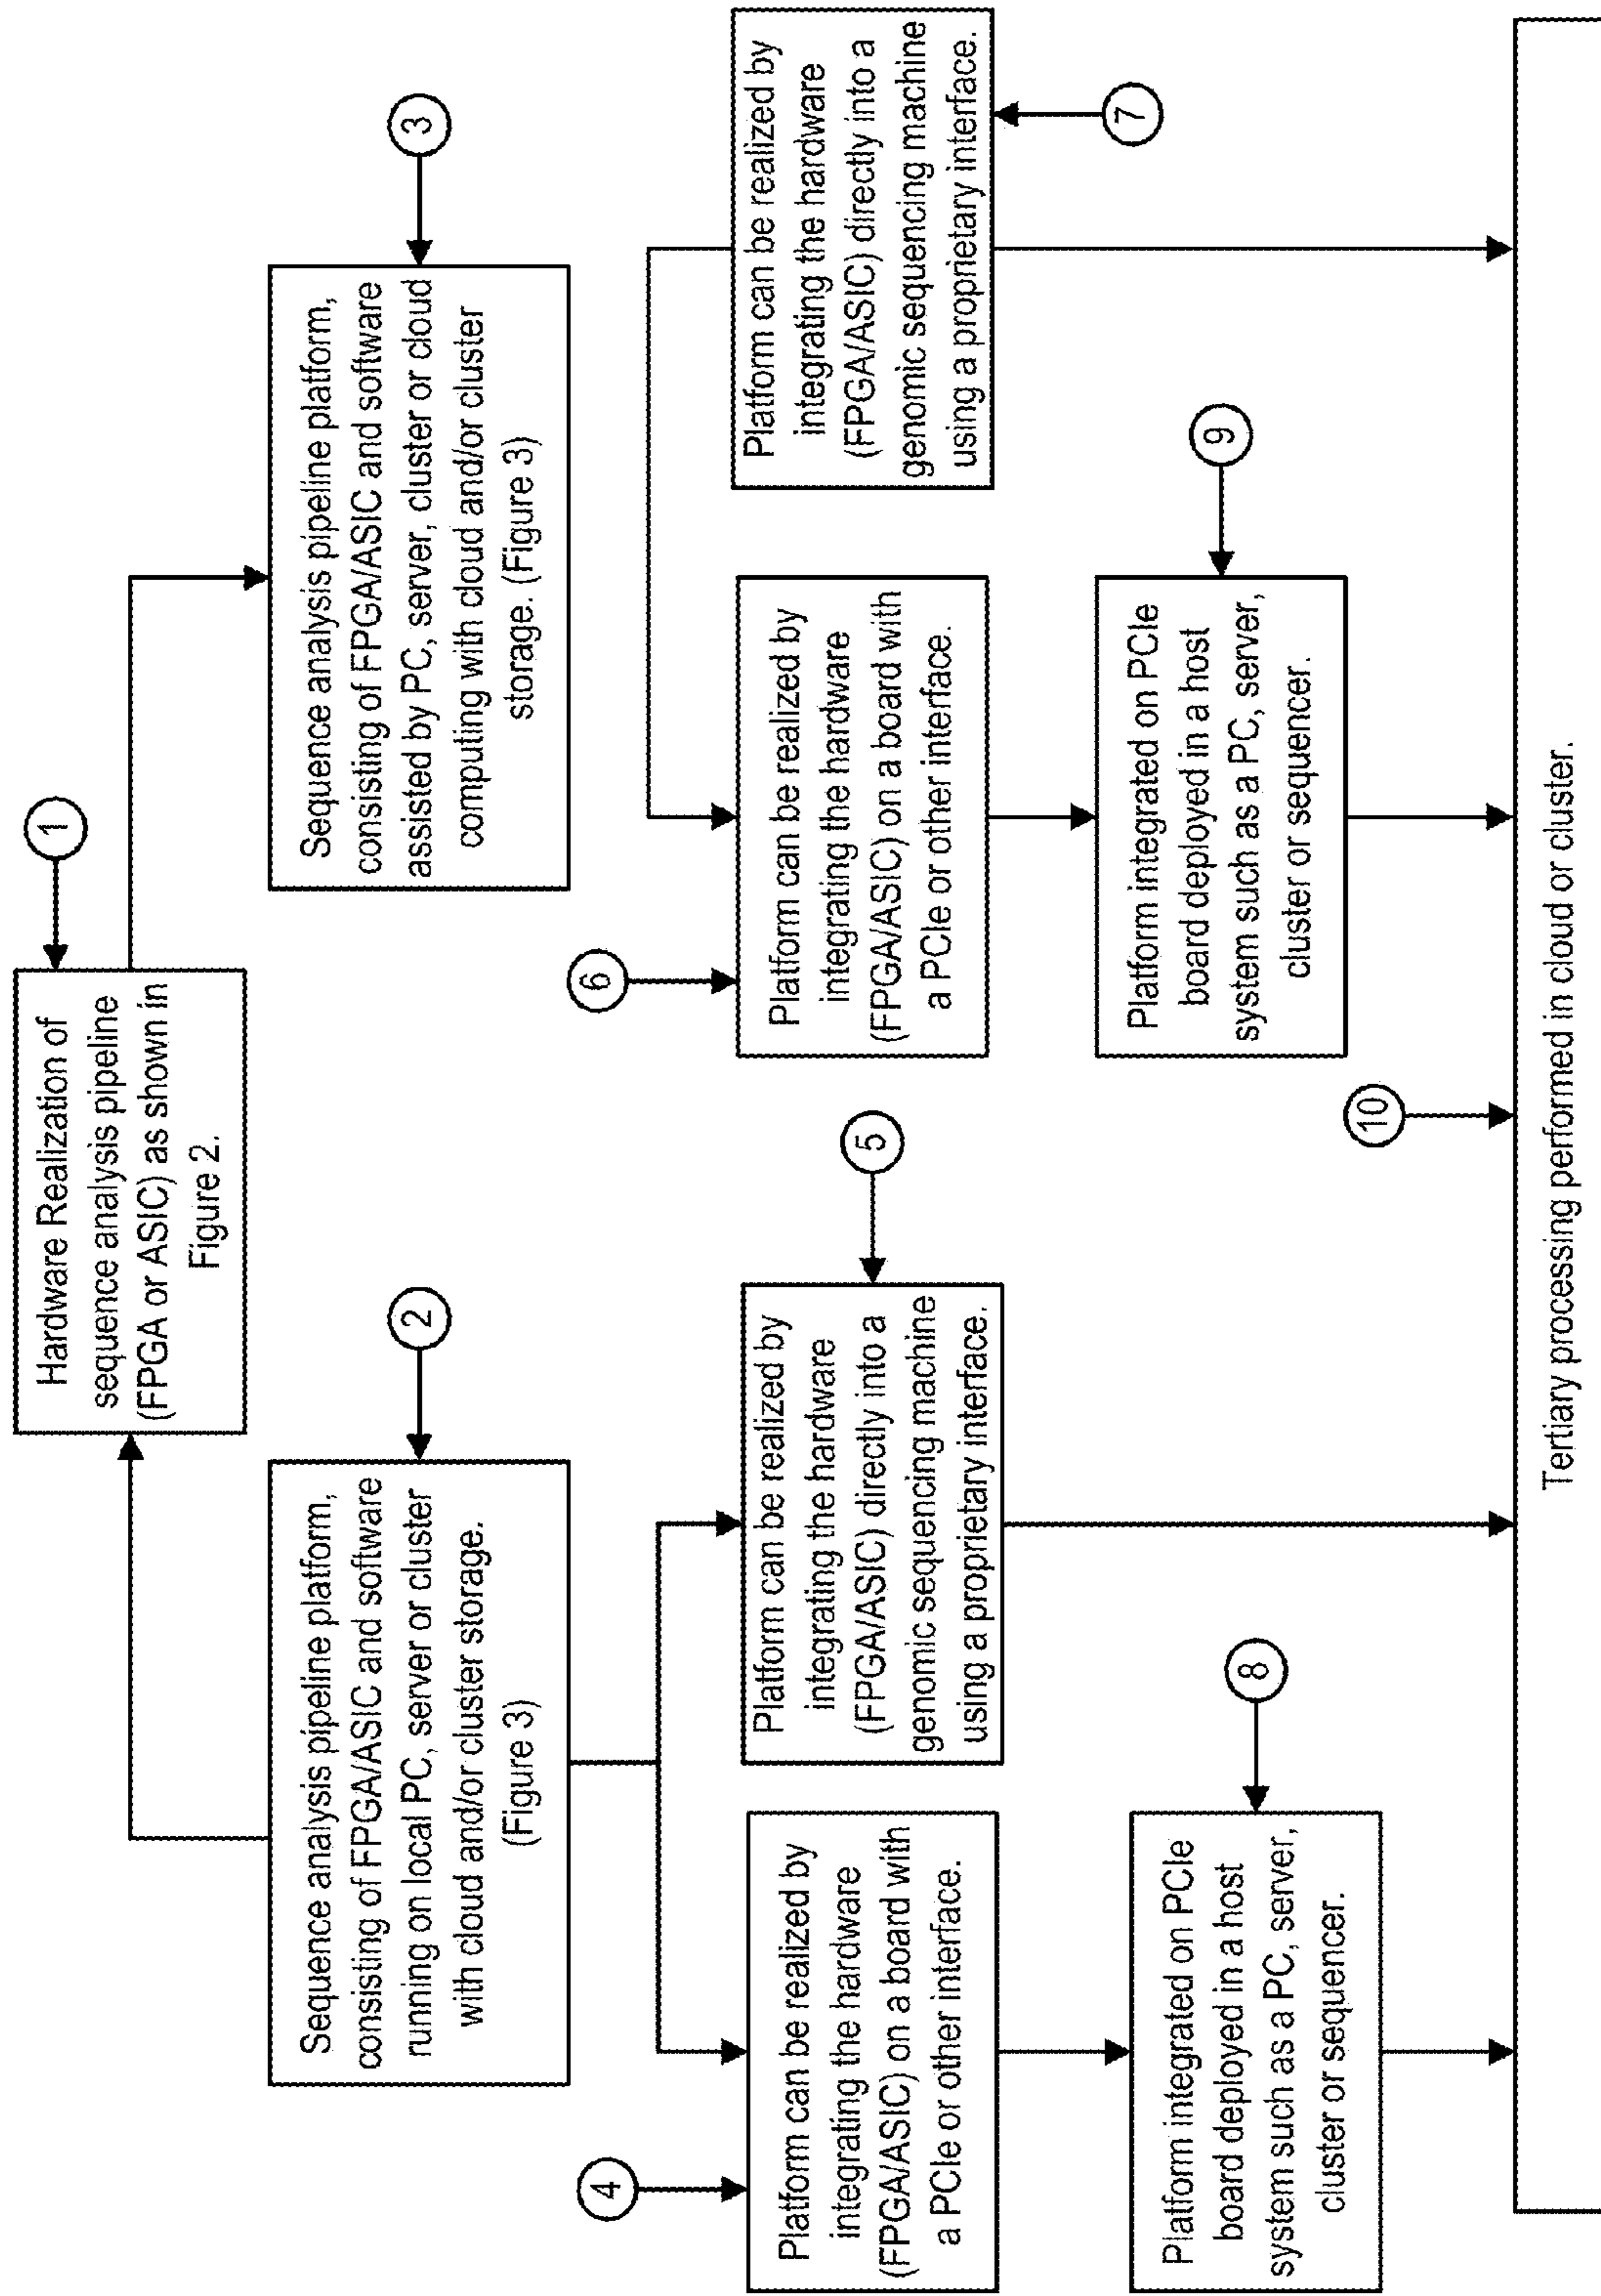 1
Hardware Realization of
sequence analysis pipeline
(FPGA or ASIC) as shown in
Figure 2.
2
Sequence analysis pipeline platform,
consisting of FPGA/ASIC and software
running on local PC, server or cluster
with cloud and/or cluster storage.
(Figure 3)
3
Sequence analysis pipeline platform,
consisting of FPGA/ASIC and software
assisted by PC, server, cluster or cloud
computing with cloud and/or cluster
storage. (Figure 3)
4
Platform can be realized by
integrating the hardware
(FPGA/ASIC) on a board with
a PCIe or other interface.
5
Platform can be realized by
integrating the hardware
(FPGA/ASIC) directly into a
genomic sequencing machine
using a proprietary interface.
6
Platform can be realized by
integrating the hardware
(FPGA/ASIC) on a board with
a PCIe or other interface.
7
Platform can be realized by
integrating the hardware
(FPGA/ASIC) directly into a
genomic sequencing machine
using a proprietary interface.
8
Platform integrated on PCIe
board deployed in a host
system such as a PC, server,
cluster or sequencer.
9
Platform integrated on PCIe
board deployed in a host
system such as a PC, server,
cluster or sequencer.
10
Tertiary processing performed in cloud or cluster.